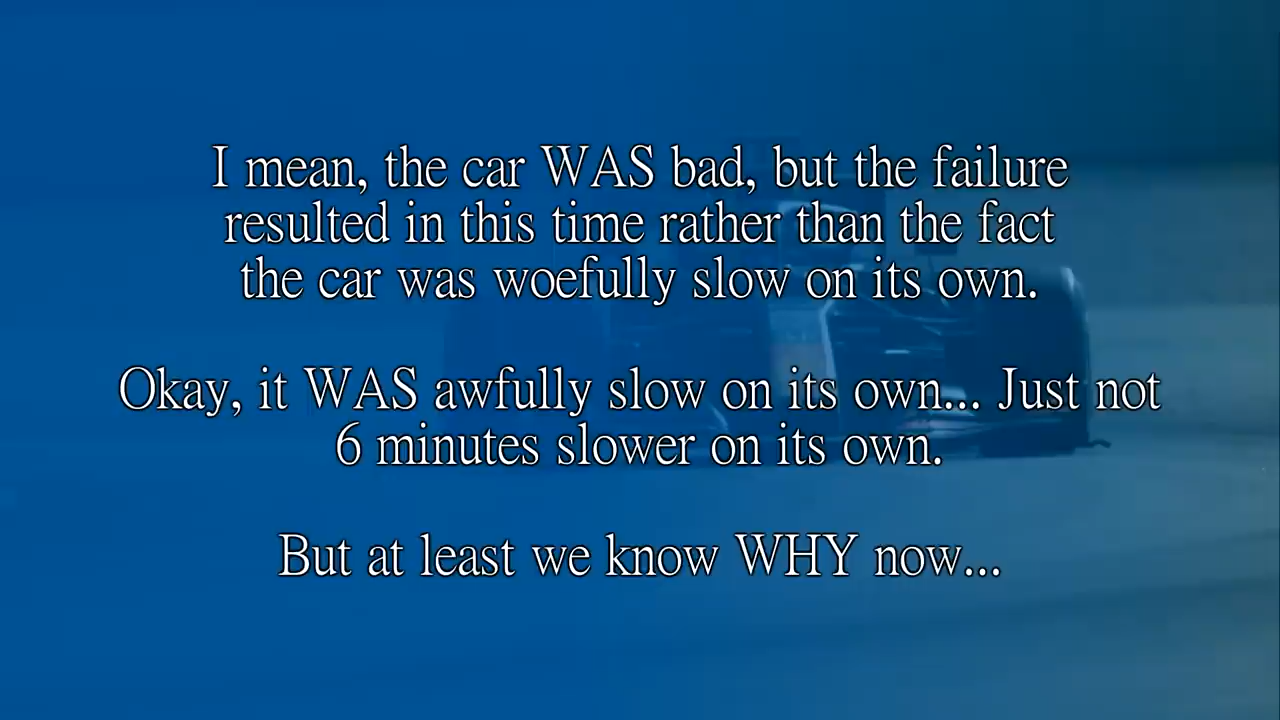 I mean, the car WAS bad, but the failure
resulted in this time rather than the fact
the car was woefully slow on its own.
Okay, it WAS awfully slow on its own... Just not
6 minutes slower on its own.
But at least we know WHY now...